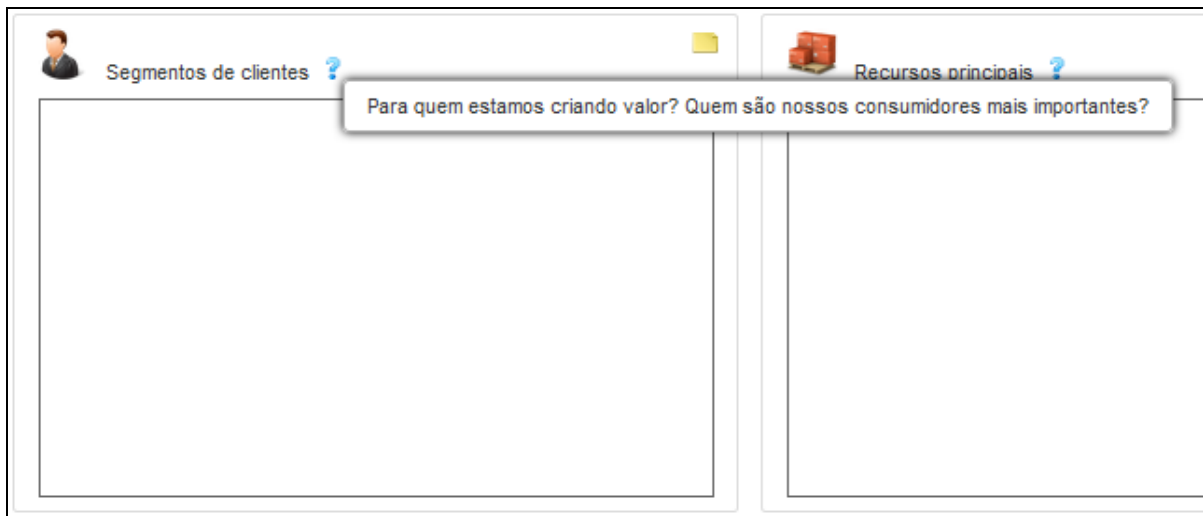 Segmentos de clientes ?
Recursos principais ?
Para quem estamos criando valor? Quem são nossos consumidores mais importantes?